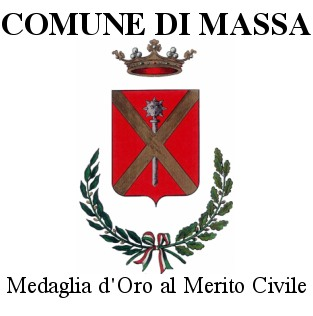 COMUNE DI MASSA
Medaglia d'Oro al Merito Civile